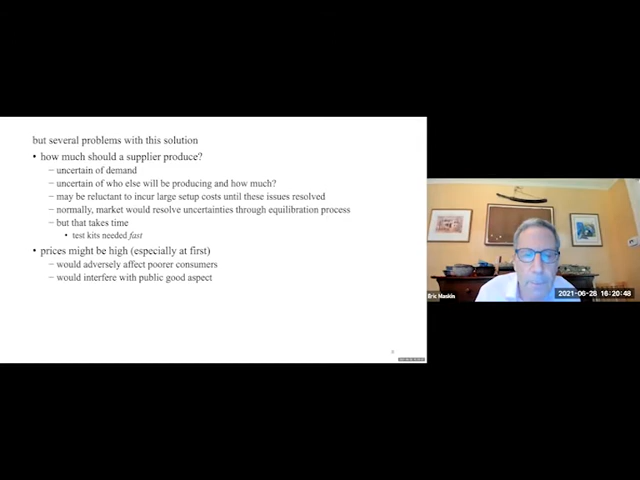 but several problems with this solution
• how much should a supplier produce?
– uncertain of demand
– uncertain of who else will be producing and how much?
– may be reluctant to incur large setup costs until these issues resolved
– normally, market would resolve uncertainties through equilibration process
– but that takes time
• test kits needed fast
• prices might be high (especially at first)
– would adversely affect poorer consumers
– would interfere with public good aspect
Eric Maskin
2021-06-28 16:20:48